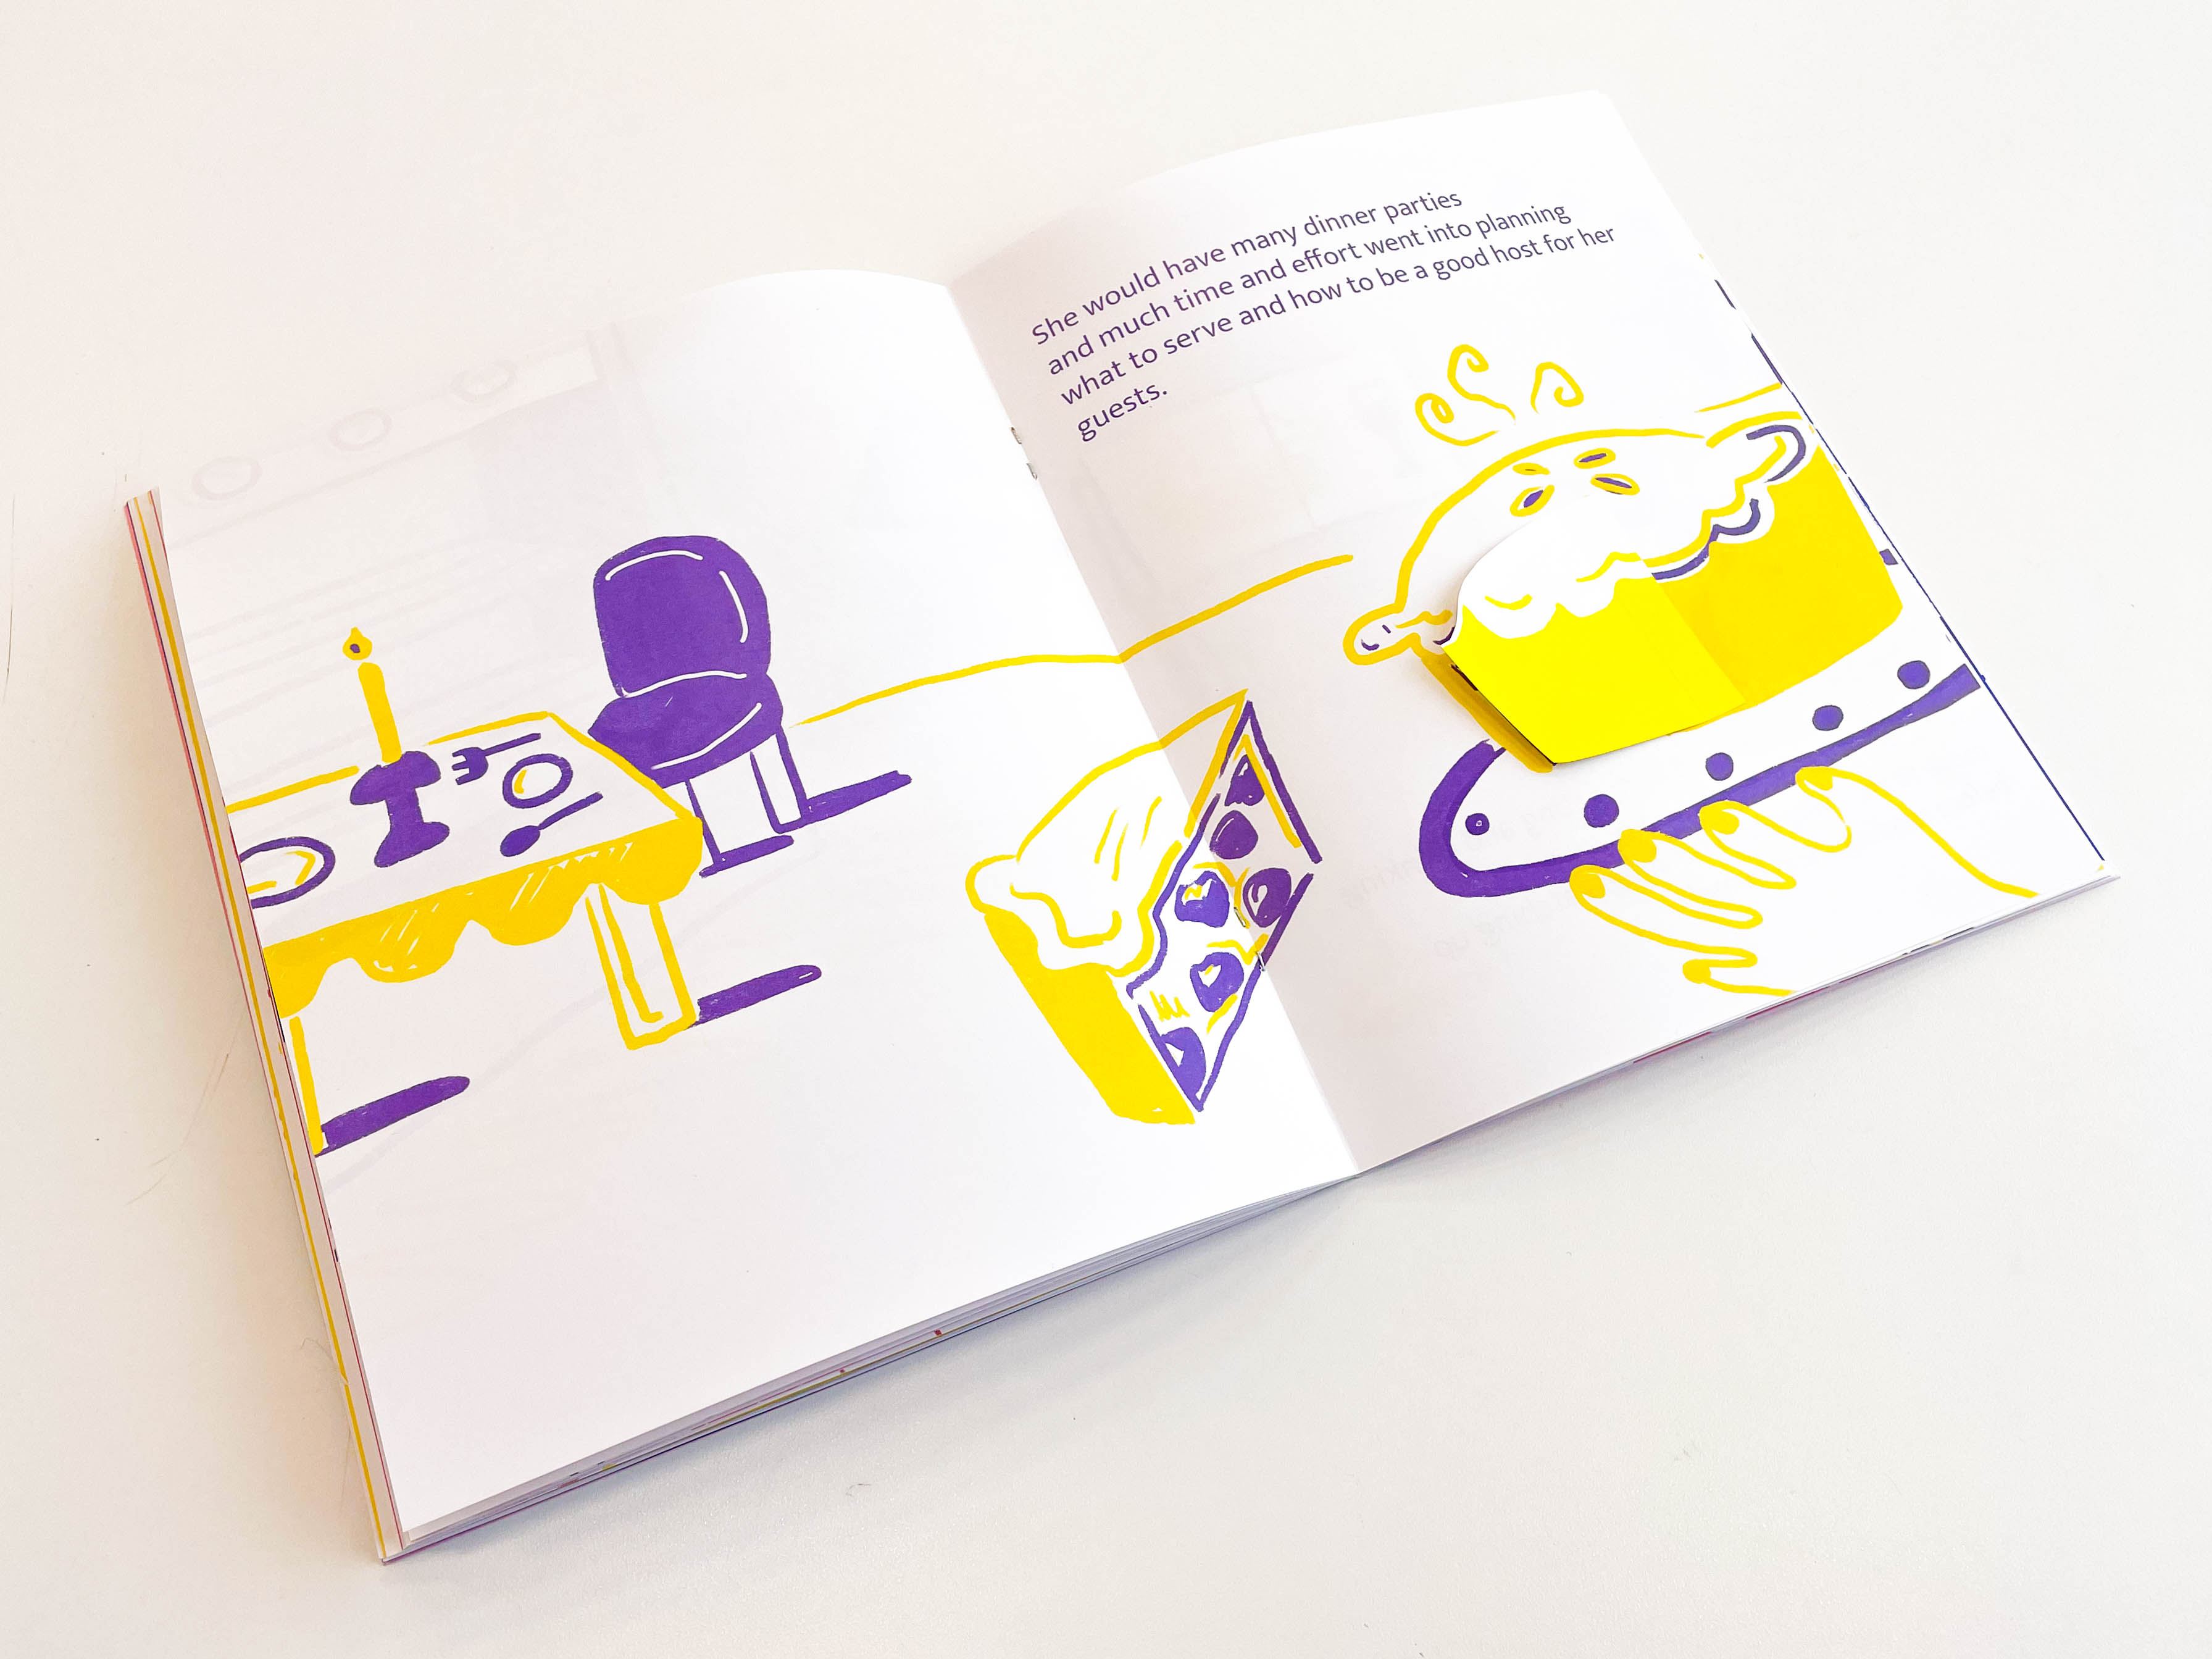 She would have many dinner parties
and much time and effort went into planning
what to serve and how to be a good host for her
guests.